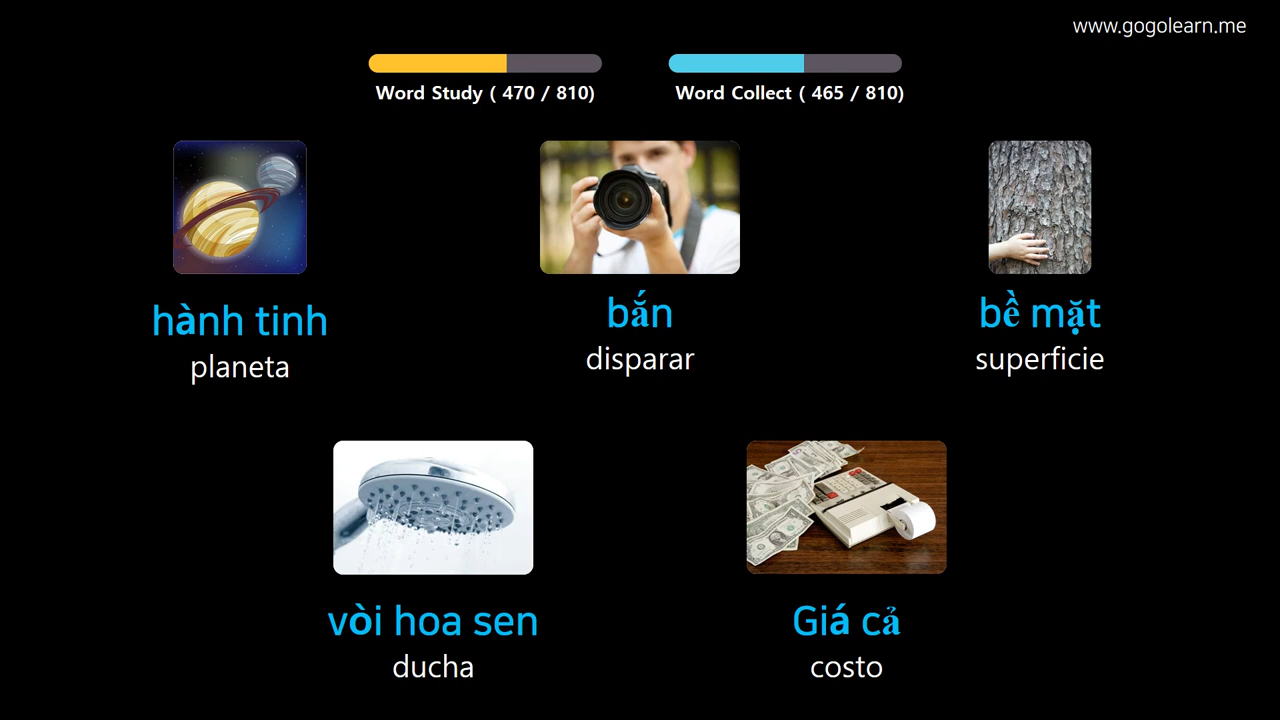 www.gogolearn.me
Word Study ( 470 / 810)
Word Collect ( 465 / 810)
hành tinh
planeta
bắn
disparar
bề mặt
superficie
vòi hoa sen
ducha
Giá cả
costo